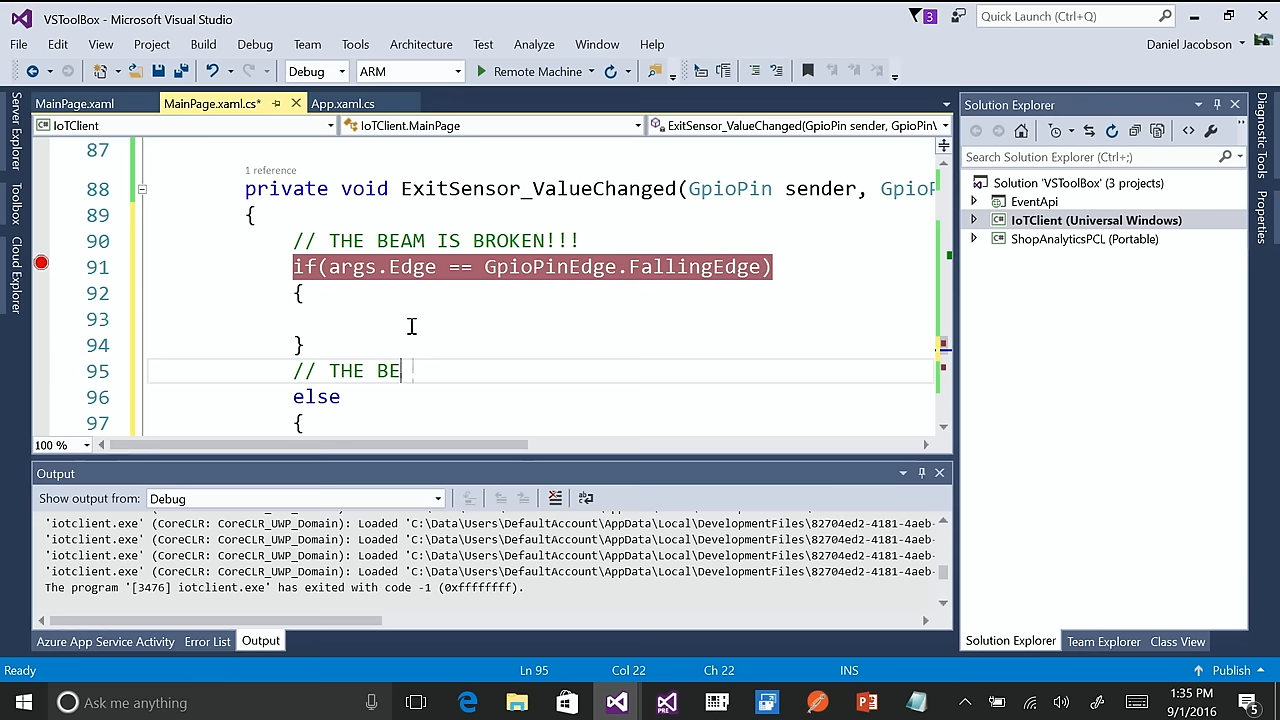 VSToolBox - Microsoft Visual Studio
3
Quick Launch (Ctrl+Q)
File Edit View Project Build Debug Team Tools Architecture Test Analyze Window Help
Daniel Jacobson
Debug ARM Remote Machine
Server Explorer
Toolbox
Cloud Explorer
MainPage.xaml MainPage.xaml.cs* App.xaml.cs
IoTClient IoTClient.MainPage ExitSensor_ValueChanged(GpioPin sender, GpioPin\
87
1 reference
88 private void ExitSensor_ValueChanged(GpioPin sender, GpioP
89 {
90 // THE BEAM IS BROKEN!!!
91 if(args.Edge == GpioPinEdge.FallingEdge)
92 {
93
94 }
95 // THE BE
96 else
97 {
100 %
Output
Show output from: Debug
'iotclient.exe' (CoreCLR: CoreCLR_UWP_Domain): Loaded 'C:\Data\Users\DefaultAccount\AppData\Local\DevelopmentFiles\82704ed2-4181-4aeb-
'iotclient.exe' (CoreCLR: CoreCLR_UWP_Domain): Loaded 'C:\Data\Users\DefaultAccount\AppData\Local\DevelopmentFiles\82704ed2-4181-4aeb-
'iotclient.exe' (CoreCLR: CoreCLR_UWP_Domain): Loaded 'C:\Data\Users\DefaultAccount\AppData\Local\DevelopmentFiles\82704ed2-4181-4aeb-
'iotclient.exe' (CoreCLR: CoreCLR_UWP_Domain): Loaded 'C:\Data\Users\DefaultAccount\AppData\Local\DevelopmentFiles\82704ed2-4181-4aeb-
The program '[3476] iotclient.exe' has exited with code -1 (0xffffffff).
Azure App Service Activity Error List Output
Solution Explorer
Search Solution Explorer (Ctrl+;)
Solution 'VSToolBox' (3 projects)
EventApi
IoTClient (Universal Windows)
ShopAnalyticsPCL (Portable)
Solution Explorer Team Explorer Class View
Diagnostic Tools
Properties
Ready Ln 95 Col 22 Ch 22 INS Publish
Ask me anything
1:35 PM
9/1/2016
5